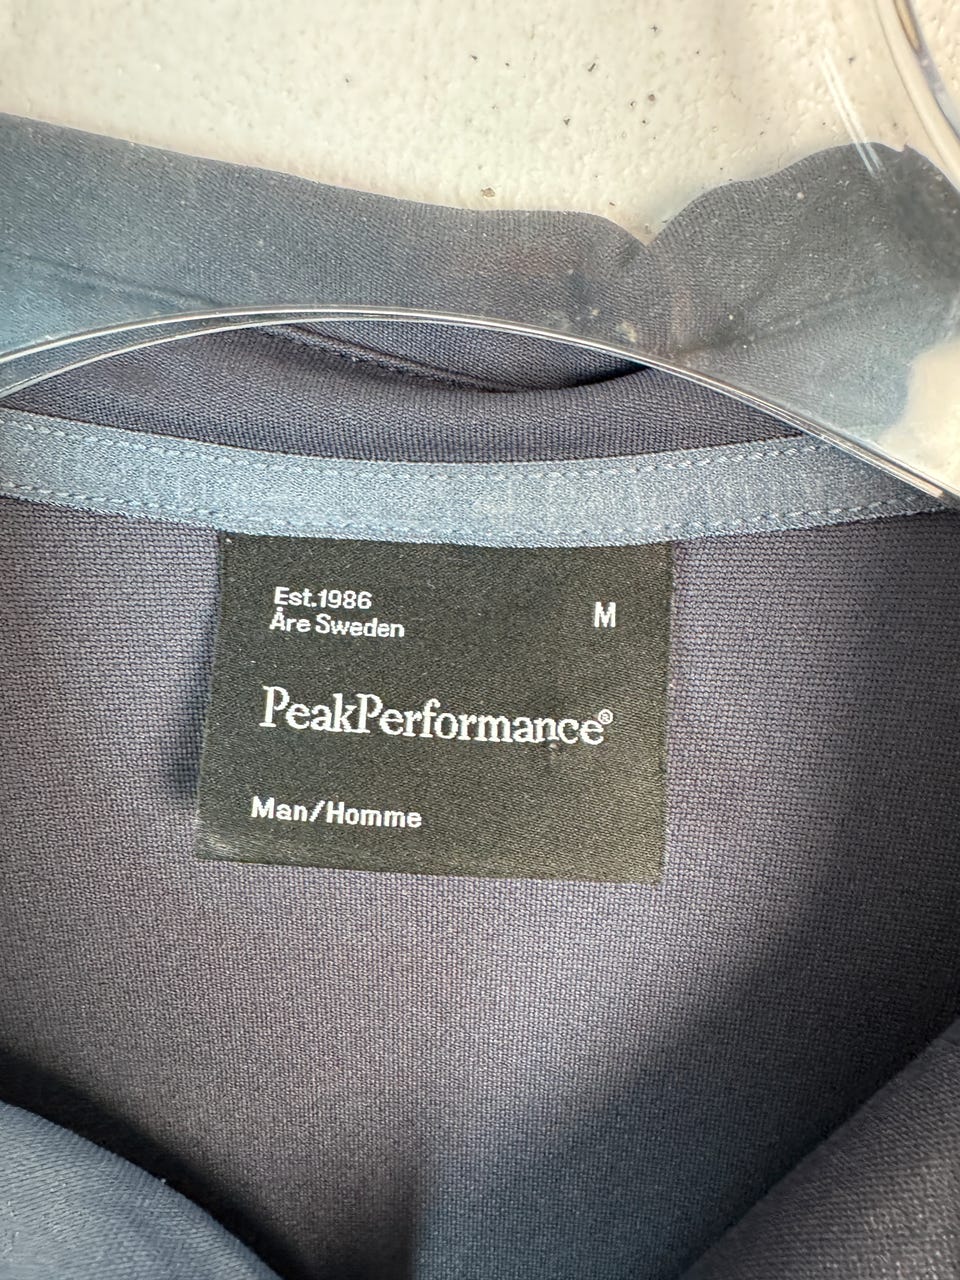 Est.1986
Åre Sweden
M
PeakPerformance®
Man/Homme